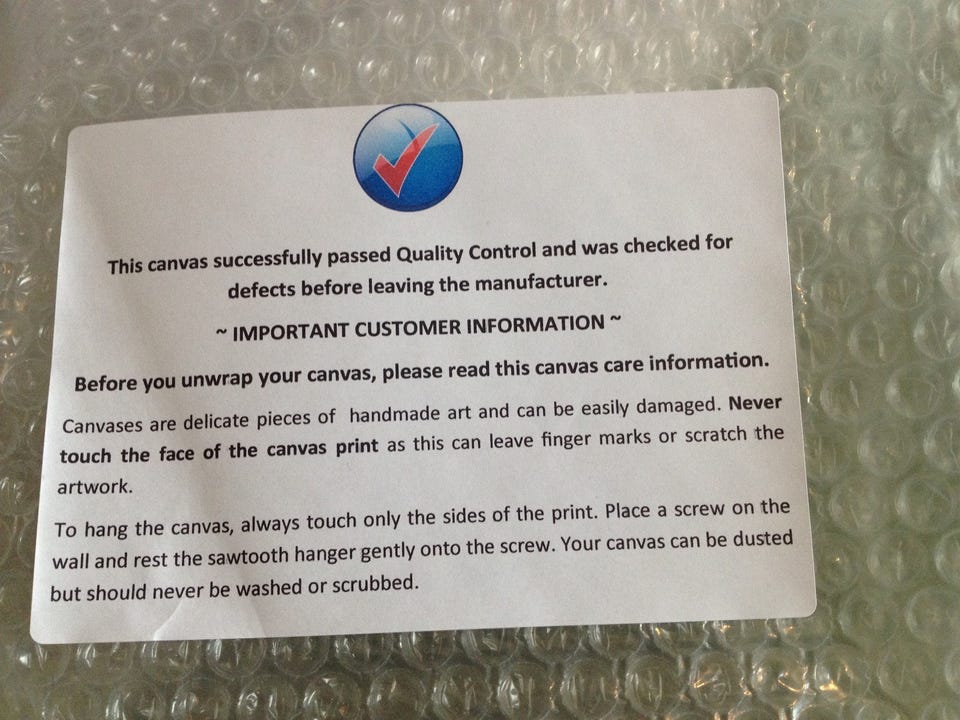 This canvas successfully passed Quality Control and was checked for
defects before leaving the manufacturer.
~ IMPORTANT CUSTOMER INFORMATION ~
Before you unwrap your canvas, please read this canvas care information.
Canvases are delicate pieces of handmade art and can be easily damaged. Never
touch the face of the canvas print as this can leave finger marks or scratch the
artwork.
To hang the canvas, always touch only the sides of the print. Place a screw on the
wall and rest the sawtooth hanger gently onto the screw. Your canvas can be dusted
but should never be washed or scrubbed.